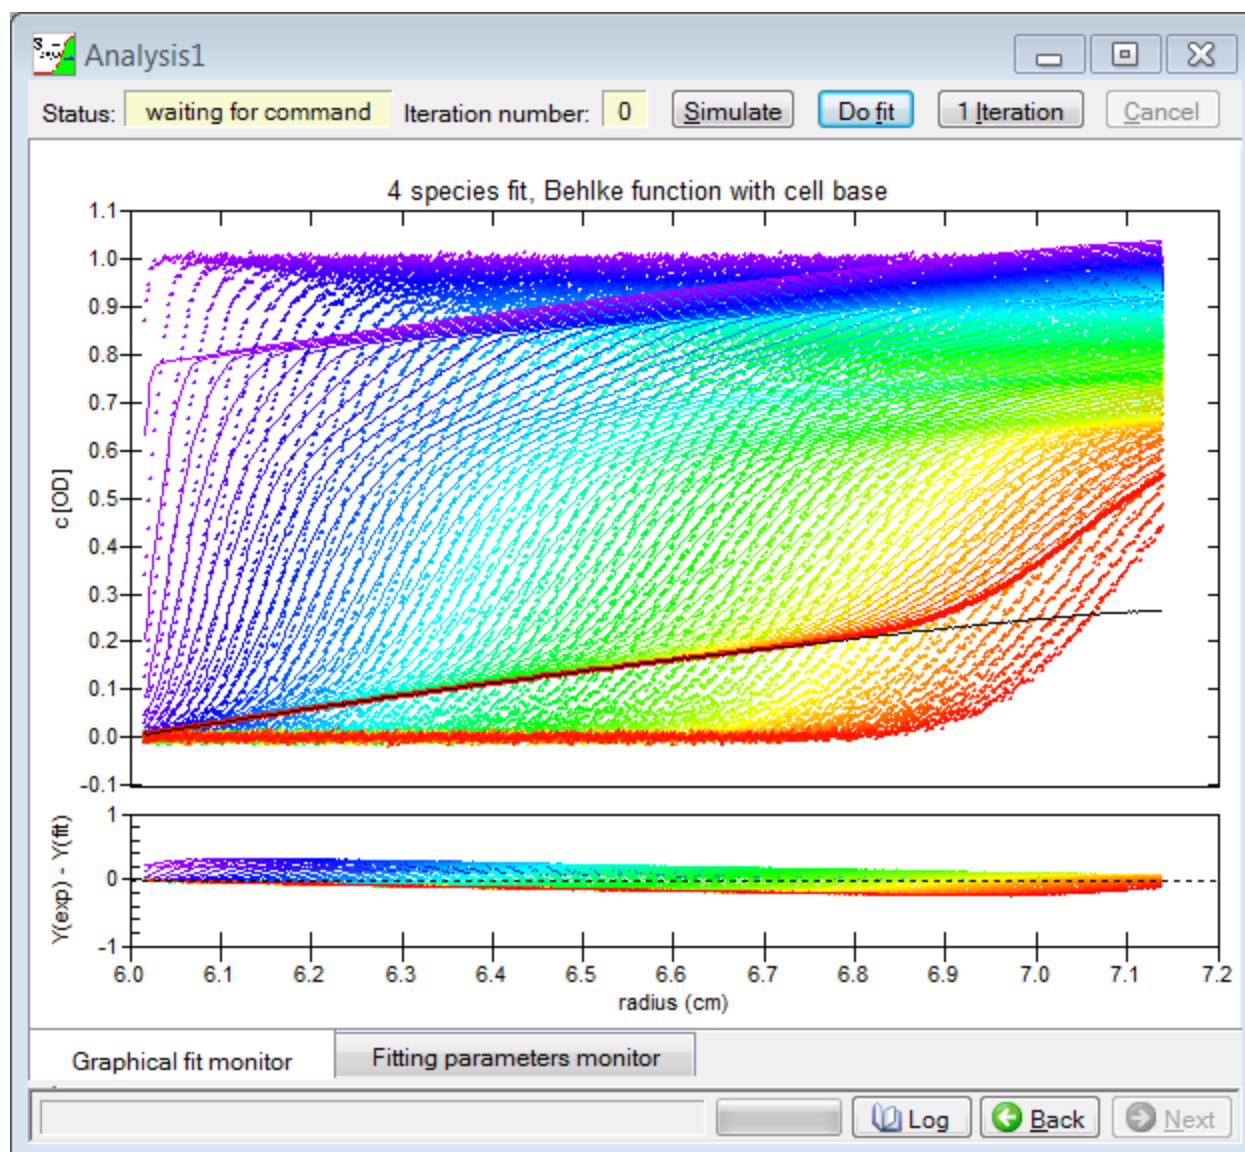 Analysis1
Status: waiting for command Iteration number: 0 Simulate Do fit 1 Iteration Cancel
4 species fit, Behlke function with cell base
1.1
1.0
0.9
0.8
0.7
0.6
0.5
0.4
0.3
0.2
0.1
0.0
-0.1
c [OD]
1
0
-1
Y(exp) - Y(fit)
6.0 6.1 6.2 6.3 6.4 6.5 6.6 6.7 6.8 6.9 7.0 7.1 7.2
radius (cm)
Graphical fit monitor Fitting parameters monitor
Log Back Next